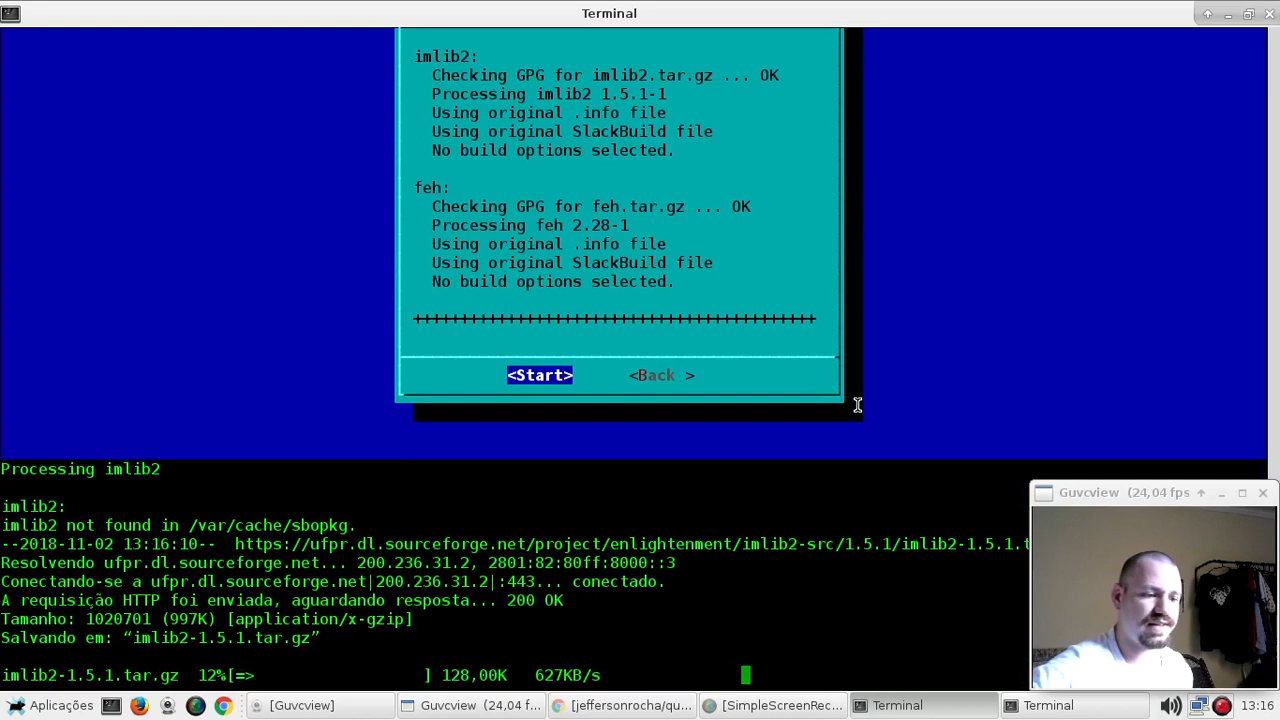 Terminal
imlib2:
Checking GPG for imlib2.tar.gz ... OK
Processing imlib2 1.5.1-1
Using original .info file
Using original SlackBuild file
No build options selected.
feh:
Checking GPG for feh.tar.gz ... OK
Processing feh 2.28-1
Using original .info file
Using original SlackBuild file
No build options selected.
+++++++++++++++++++++++++++++++++++++++++++
<Start> <Back >
Processing imlib2
imlib2:
imlib2 not found in /var/cache/sbopkg.
--2018-11-02 13:16:10-- https://ufpr.dl.sourceforge.net/project/enlightenment/imlib2-src/1.5.1/imlib2-1.5.1.t
Resolvendo ufpr.dl.sourceforge.net... 200.236.31.2, 2801:82:80ff:8000::3
Conectando-se a ufpr.dl.sourceforge.net|200.236.31.2|:443... conectado.
A requisição HTTP foi enviada, aguardando resposta... 200 OK
Tamanho: 1020701 (997K) [application/x-gzip]
Salvando em: “imlib2-1.5.1.tar.gz”
imlib2-1.5.1.tar.gz 12%[=> ] 128,00K 627KB/s
Guvcview (24,04 fps
Aplicações [Guvcview] Guvcview (24,04 f... [jeffersonrocha/qu... [SimpleScreenRec... Terminal Terminal 13:16